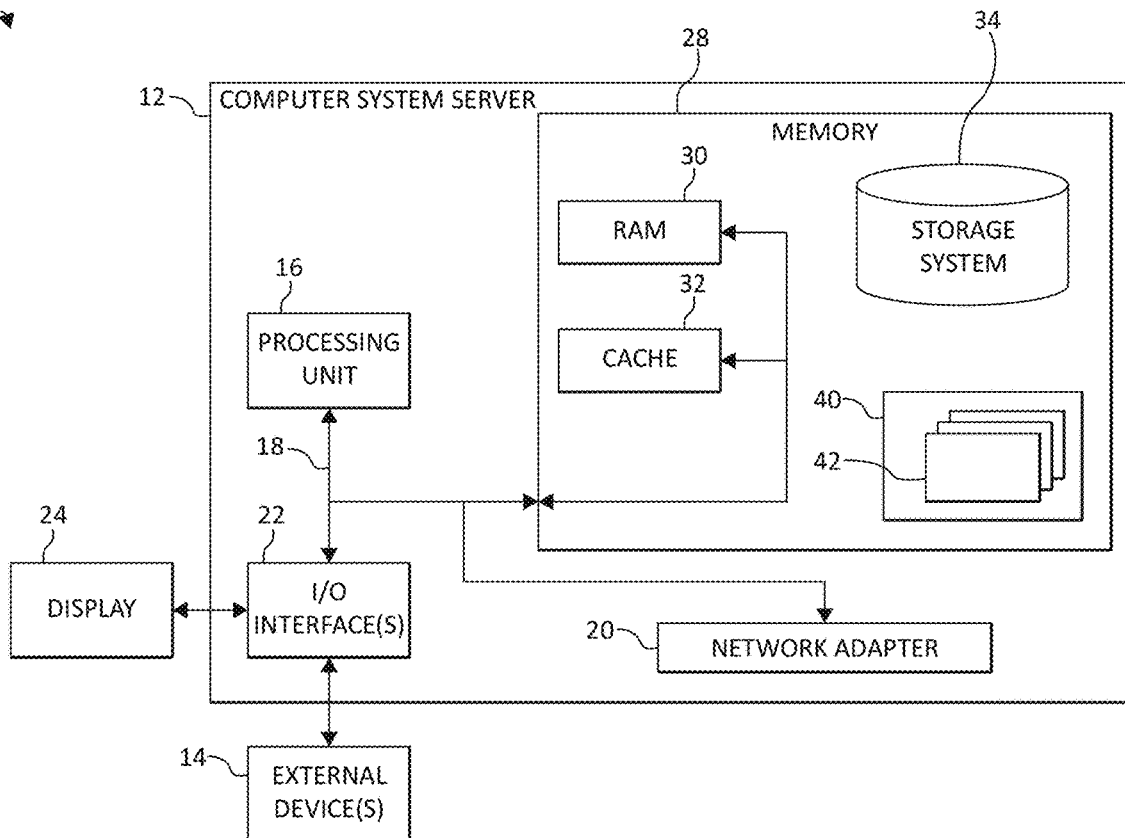 34
28
12
COMPUTER SYSTEM SERVER
MEMORY
30
RAM
STORAGE
SYSTEM
16
32
PROCESSING
UNIT
CACHE
40
18
42
24
22
DISPLAY
I/O
INTERFACE(S)
20
NETWORK ADAPTER
14
EXTERNAL
DEVICE(S)